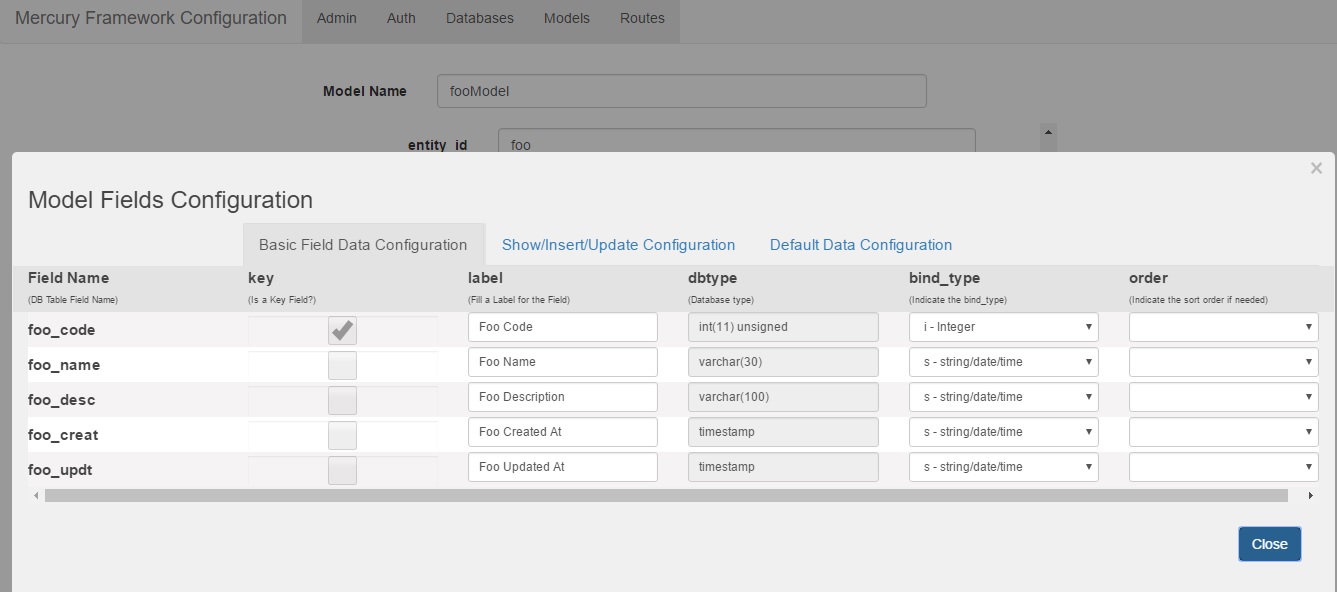 Mercury Framework Configuration Admin Auth Databases Models Routes
Model Name fooModel
entity_id foo
×
Model Fields Configuration
Basic Field Data Configuration Show/Insert/Update Configuration Default Data Configuration
Field Name key label dbtype bind_type order
(DB Table Field Name) (Is a Key Field?) (Fill a Label for the Field) (Database type) (Indicate the bind_type) (Indicate the sort order if needed)
foo_code Foo Code int(11) unsigned i - Integer
foo_name Foo Name varchar(30) s - string/date/time
foo_desc Foo Description varchar(100) s - string/date/time
foo_creat Foo Created At timestamp s - string/date/time
foo_updt Foo Updated At timestamp s - string/date/time
Close